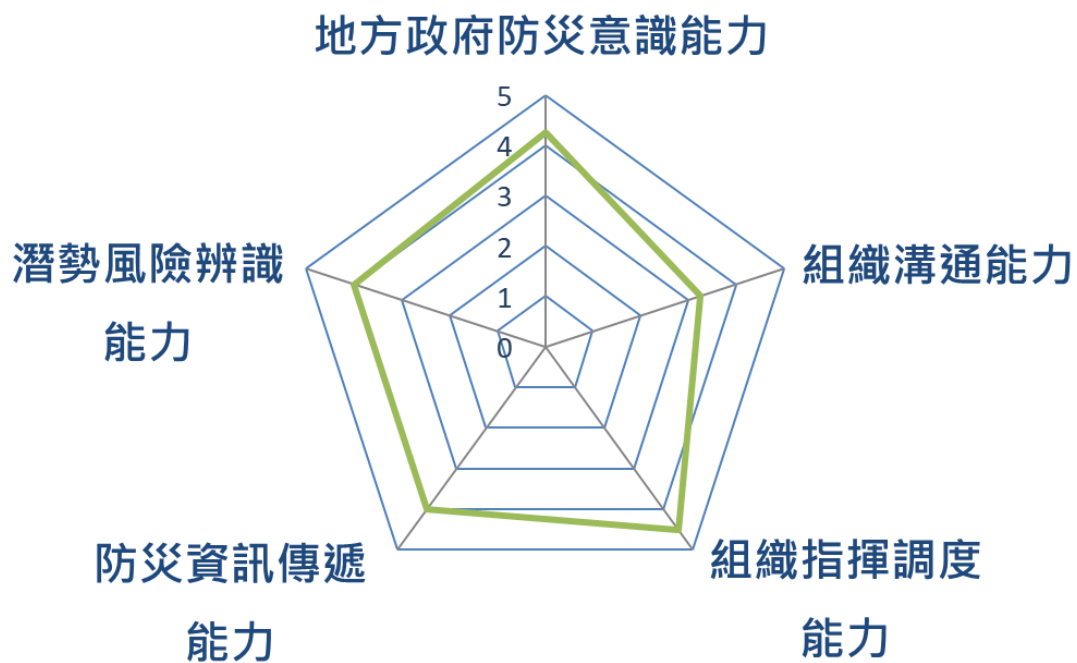 地方政府防災意識能力
5
4
3
2
1
0
組織溝通能力
組織指揮調度
能力
防災資訊傳遞
能力
潛勢風險辨識
能力